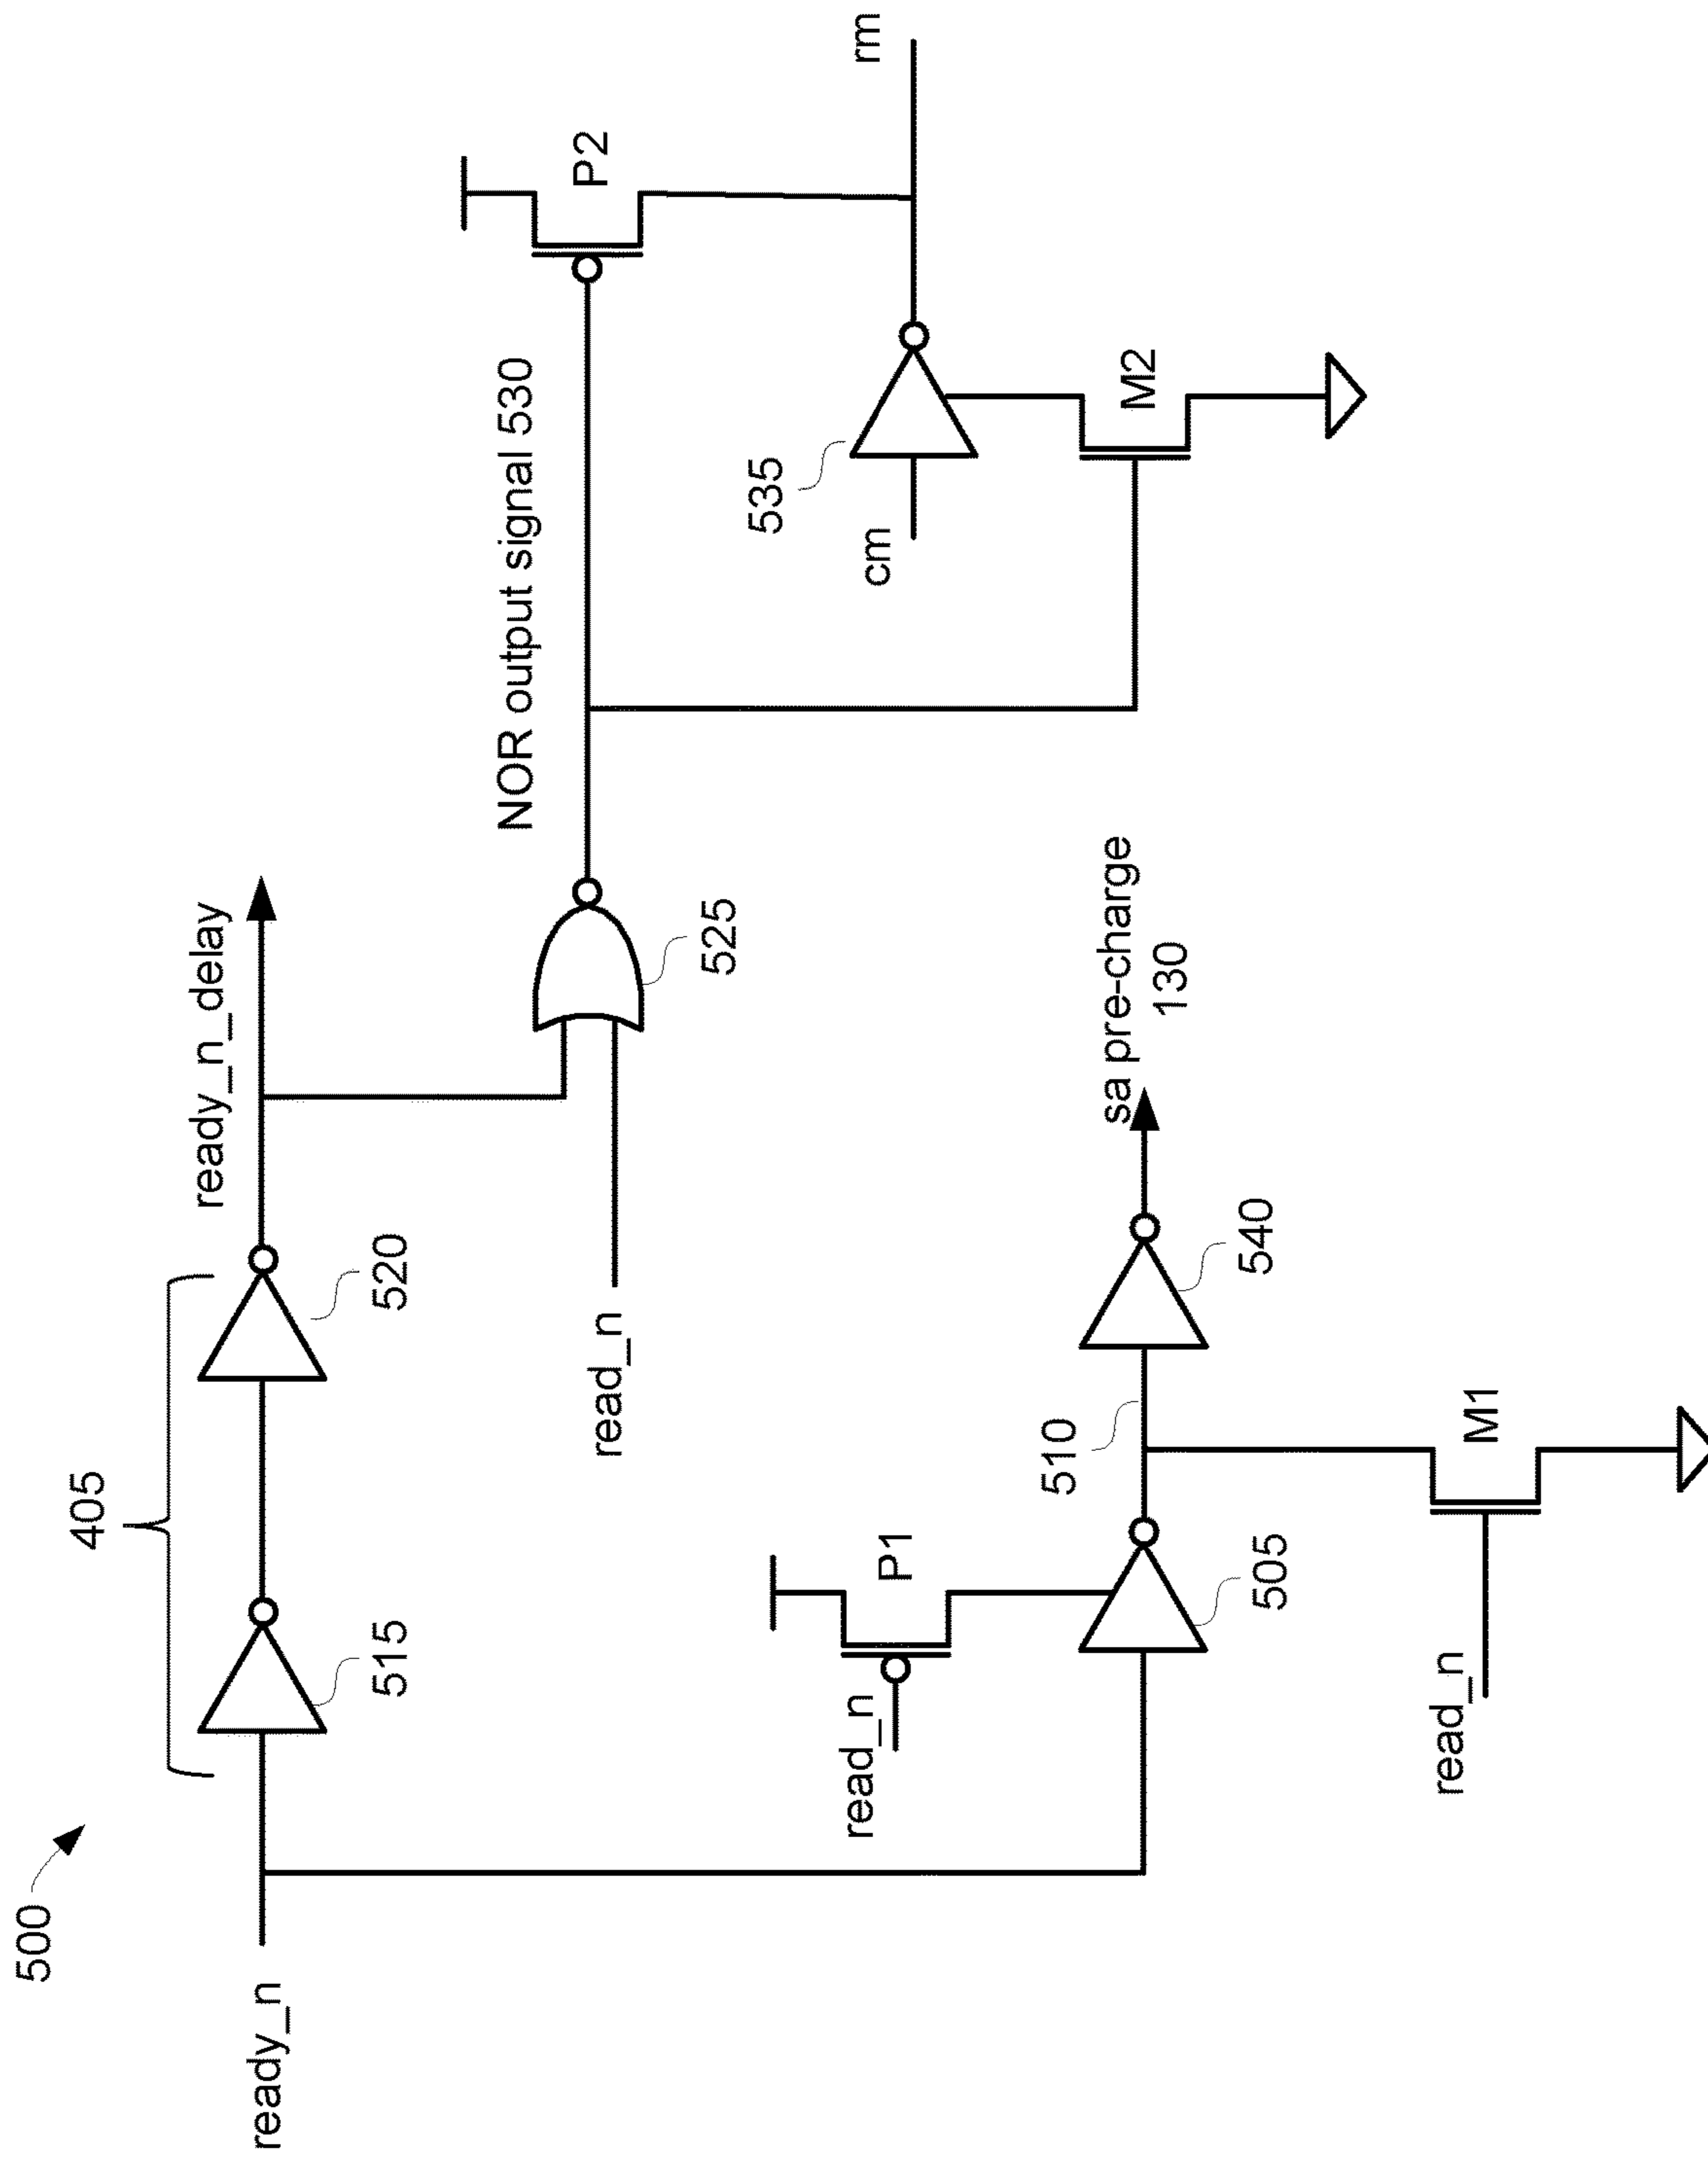 500
405
ready_n
515
520
ready_n_delay
read_n
525
NOR output signal 530
P2
535
cm
rm
M2
read_n
P1
505
510
540
sa pre-charge
130
read_n
M1